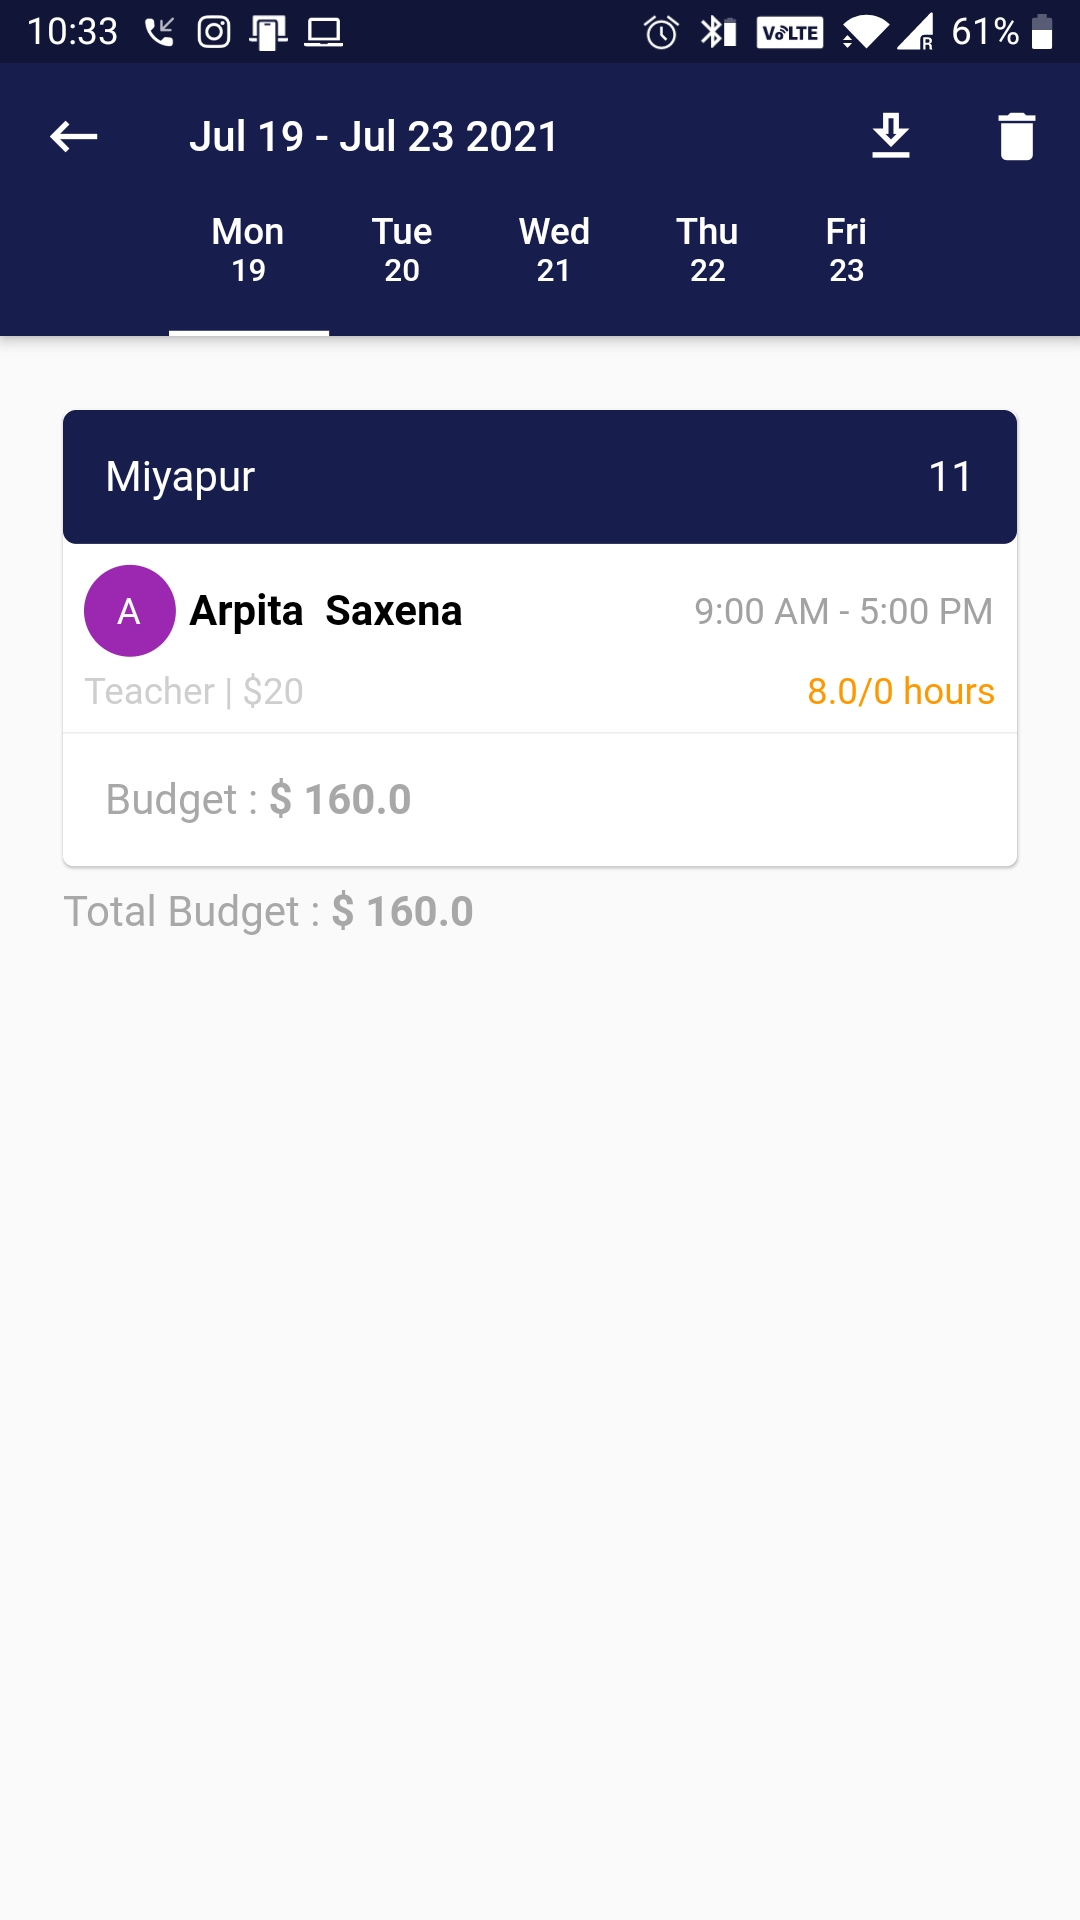 10:33 VoLTE R 61%
Jul 19 - Jul 23 2021
Mon Tue Wed Thu Fri
19 20 21 22 23
Miyapur 11
A Arpita  Saxena 9:00 AM - 5:00 PM
Teacher | $20 8.0/0 hours
Budget : $ 160.0
Total Budget : $ 160.0